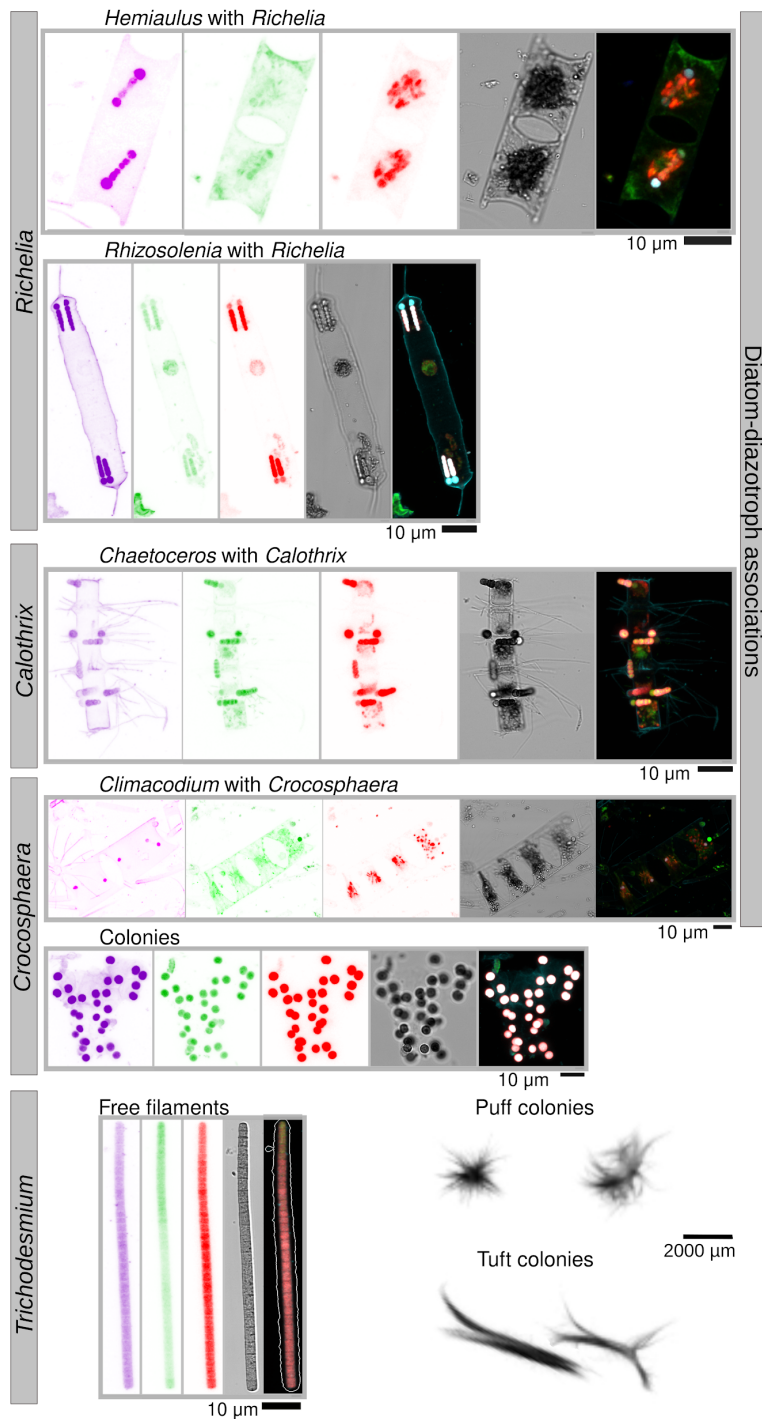 Hemiaulus with Richelia
10 µm
Richelia
Rhizosolenia with Richelia
10 µm
Diatom-diazotroph associations
Chaetoceros with Calothrix
Calothrix
10 µm
Climacodium with Crocosphaera
10 µm
Crocosphaera
Colonies
10 µm
Free filaments
Trichodesmium
10 µm
Puff colonies
2000 µm
Tuft colonies